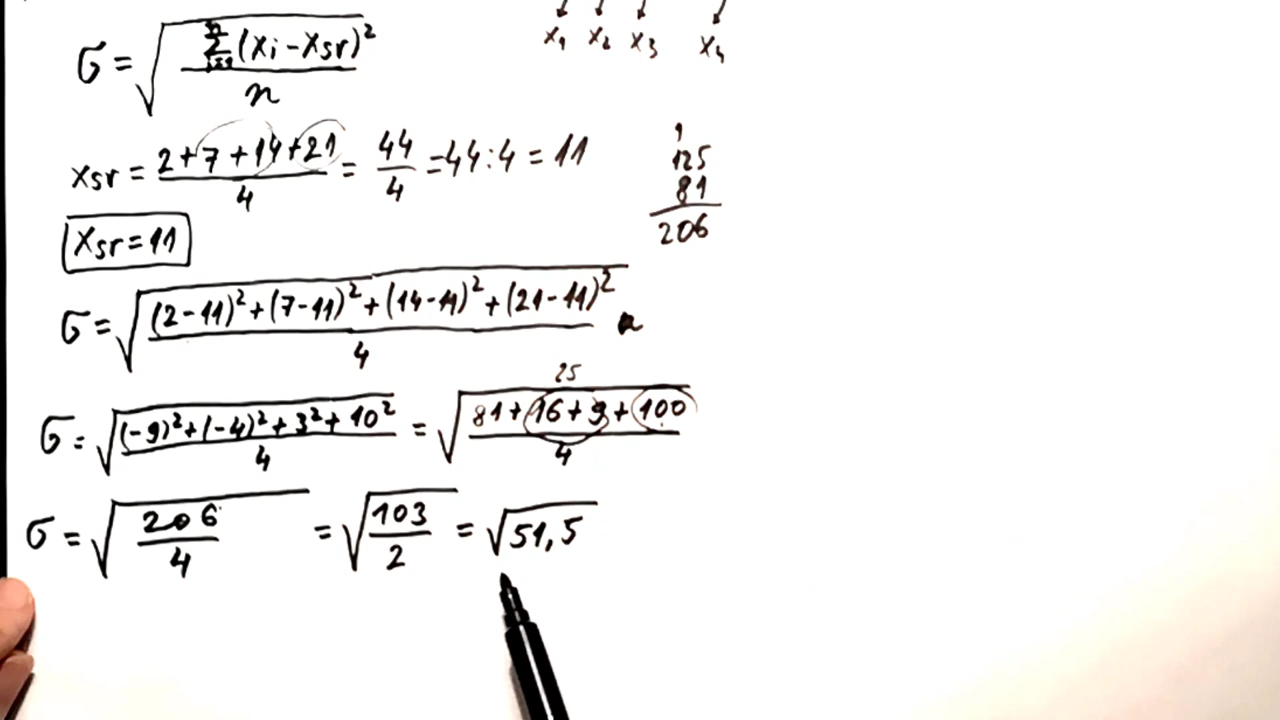 x₁ x₂ x₃ x₄
σ = √(∑ᵢ₌₁ⁿ (xᵢ - xsr)² / n)
xsr = (2 + 7 + 14 + 21) / 4 = 44/4 = 44 : 4 = 11
125
81
206
xsr = 11
σ = √(((2 - 11)² + (7 - 11)² + (14 - 11)² + (21 - 11)²) / 4)
25
σ = √(((-9)² + (-4)² + 3² + 10²) / 4) = √((81 + 16 + 9 + 100) / 4)
σ = √(206/4) = √(103/2) = √51,5